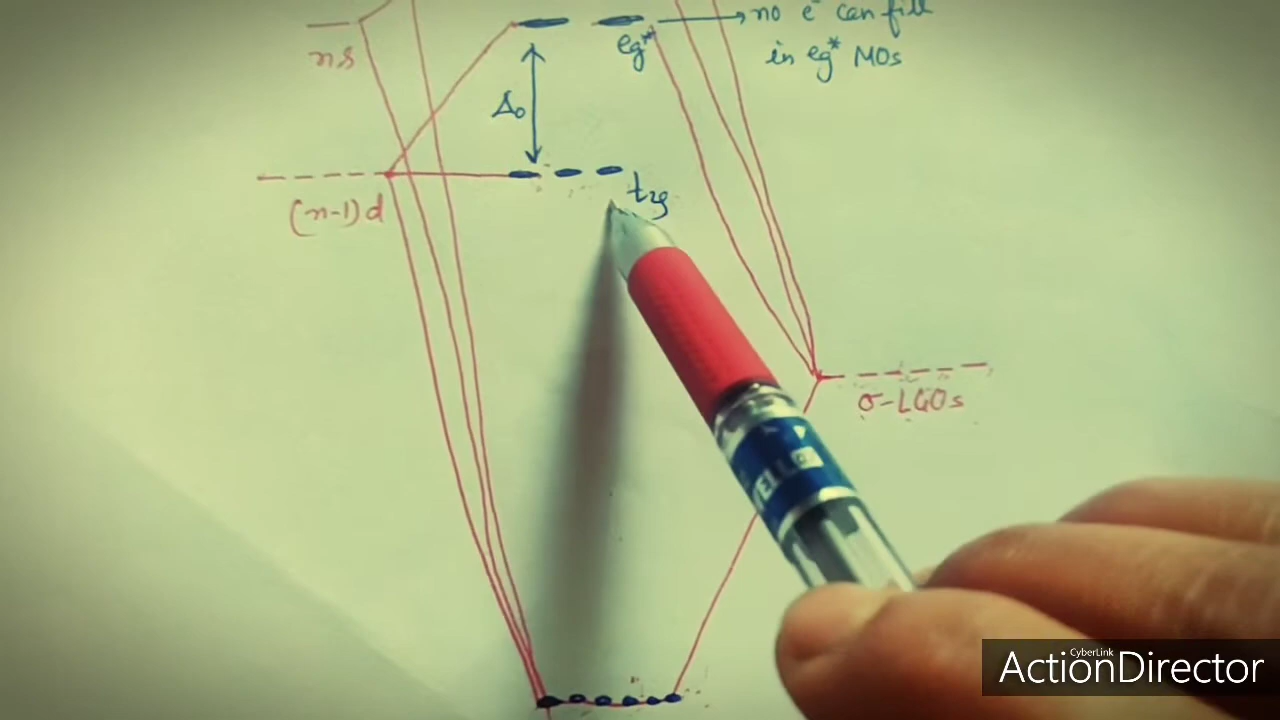 no e⁻ can fill
in eg* MOs
ns
eg*
Δo
t₂g
(n-1)d
σ-LGOs
CyberLink
ActionDirector